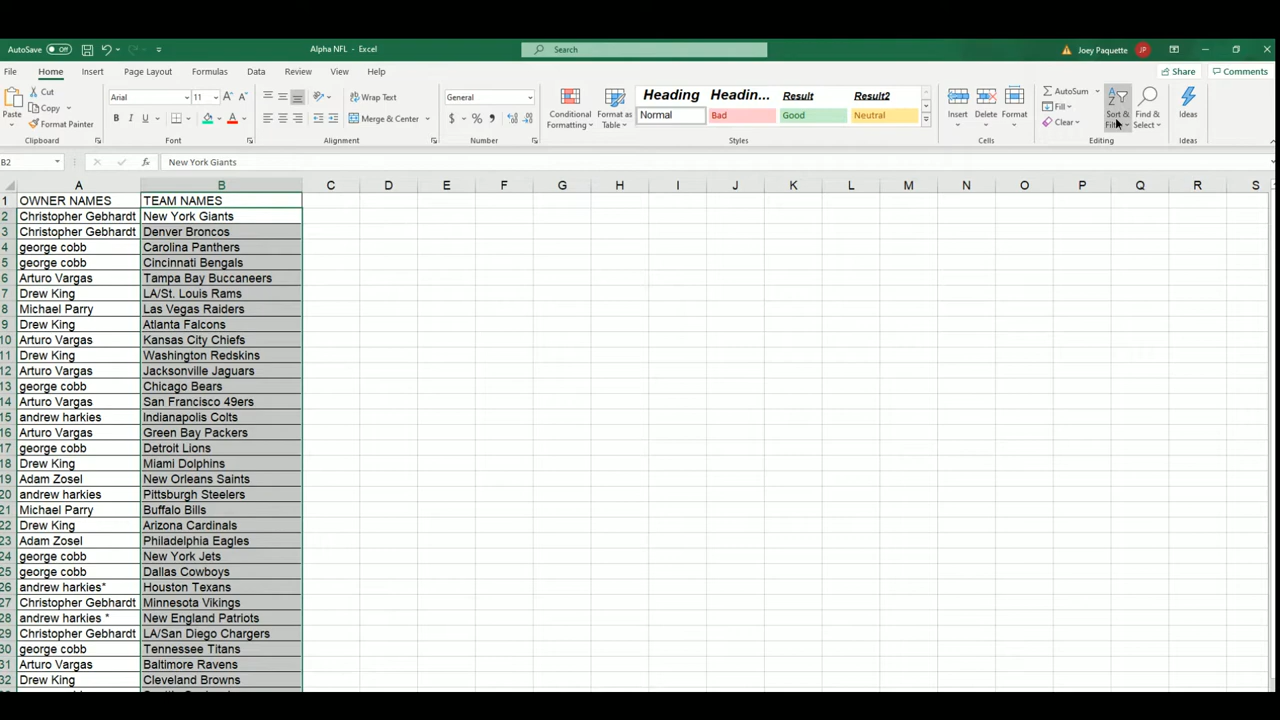 AutoSave Off Alpha NFL - Excel Search Joey Paquette JP
File Home Insert Page Layout Formulas Data Review View Help Share Comments
Cut Arial 11 Wrap Text General Heading... Headin... Result Result2 AutoSum
Copy Fill
Paste Format Painter Merge & Center Conditional Formatting Format as Table Normal Bad Good Neutral Insert Delete Format Clear Sort & Find & Select Ideas
Clipboard Font Alignment Number Styles Cells Editing Ideas
B2 New York Giants
A B C D E F G H I J K L M N O P Q R S
1 OWNER NAMES TEAM NAMES
2 Christopher Gebhardt New York Giants
3 Christopher Gebhardt Denver Broncos
4 george cobb Carolina Panthers
5 george cobb Cincinnati Bengals
6 Arturo Vargas Tampa Bay Buccaneers
7 Drew King LA/St. Louis Rams
8 Michael Parry Las Vegas Raiders
9 Drew King Atlanta Falcons
10 Arturo Vargas Kansas City Chiefs
11 Drew King Washington Redskins
12 Arturo Vargas Jacksonville Jaguars
13 george cobb Chicago Bears
14 Arturo Vargas San Francisco 49ers
15 andrew harkies Indianapolis Colts
16 Arturo Vargas Green Bay Packers
17 george cobb Detroit Lions
18 Drew King Miami Dolphins
19 Adam Zosel New Orleans Saints
20 andrew harkies Pittsburgh Steelers
21 Michael Parry Buffalo Bills
22 Drew King Arizona Cardinals
23 Adam Zosel Philadelphia Eagles
24 george cobb New York Jets
25 george cobb Dallas Cowboys
26 andrew harkies* Houston Texans
27 Christopher Gebhardt Minnesota Vikings
28 andrew harkies * New England Patriots
29 Christopher Gebhardt LA/San Diego Chargers
30 george cobb Tennessee Titans
31 Arturo Vargas Baltimore Ravens
32 Drew King Cleveland Browns